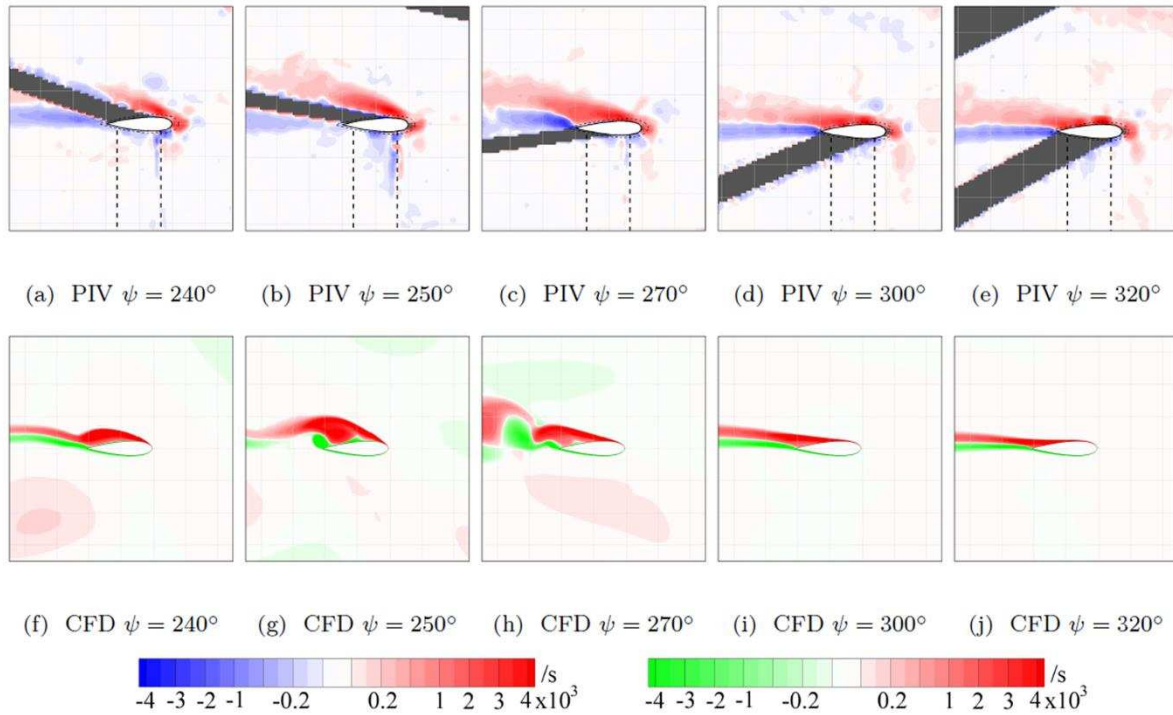 (a) PIV ψ = 240° (b) PIV ψ = 250° (c) PIV ψ = 270° (d) PIV ψ = 300° (e) PIV ψ = 320°
(f) CFD ψ = 240° (g) CFD ψ = 250° (h) CFD ψ = 270° (i) CFD ψ = 300° (j) CFD ψ = 320°
/s /s
-4 -3 -2 -1 -0.2 0.2 1 2 3 4x10³ -4 -3 -2 -1 -0.2 0.2 1 2 3 4x10³